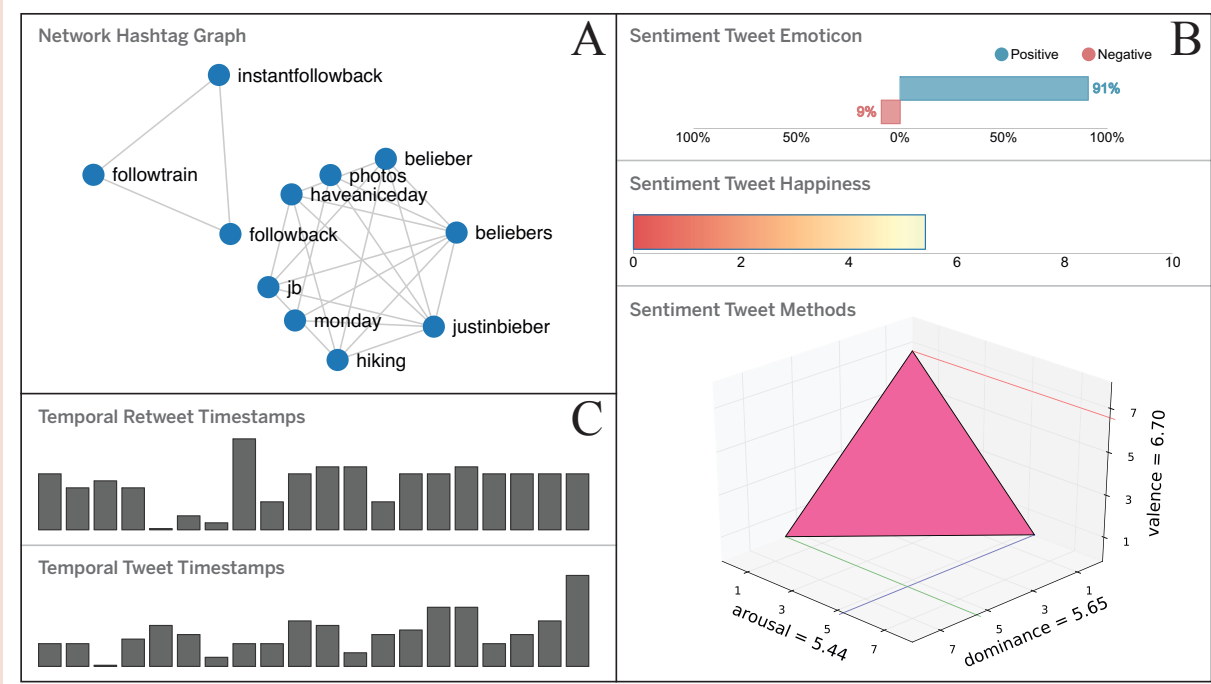 Network Hashtag Graph
A
instantfollowback
followtrain
followback
belieber
photos
haveaniceday
beliebers
jb
monday
justinbieber
hiking
Sentiment Tweet Emoticon
B
Positive
Negative
91%
9%
100% 50% 0% 50% 100%
Sentiment Tweet Happiness
0 2 4 6 8 10
Sentiment Tweet Methods
7
5
3
1
valence = 6.70
1
3
5
7
arousal = 5.44
1
3
5
7
dominance = 5.65
Temporal Retweet Timestamps
C
Temporal Tweet Timestamps